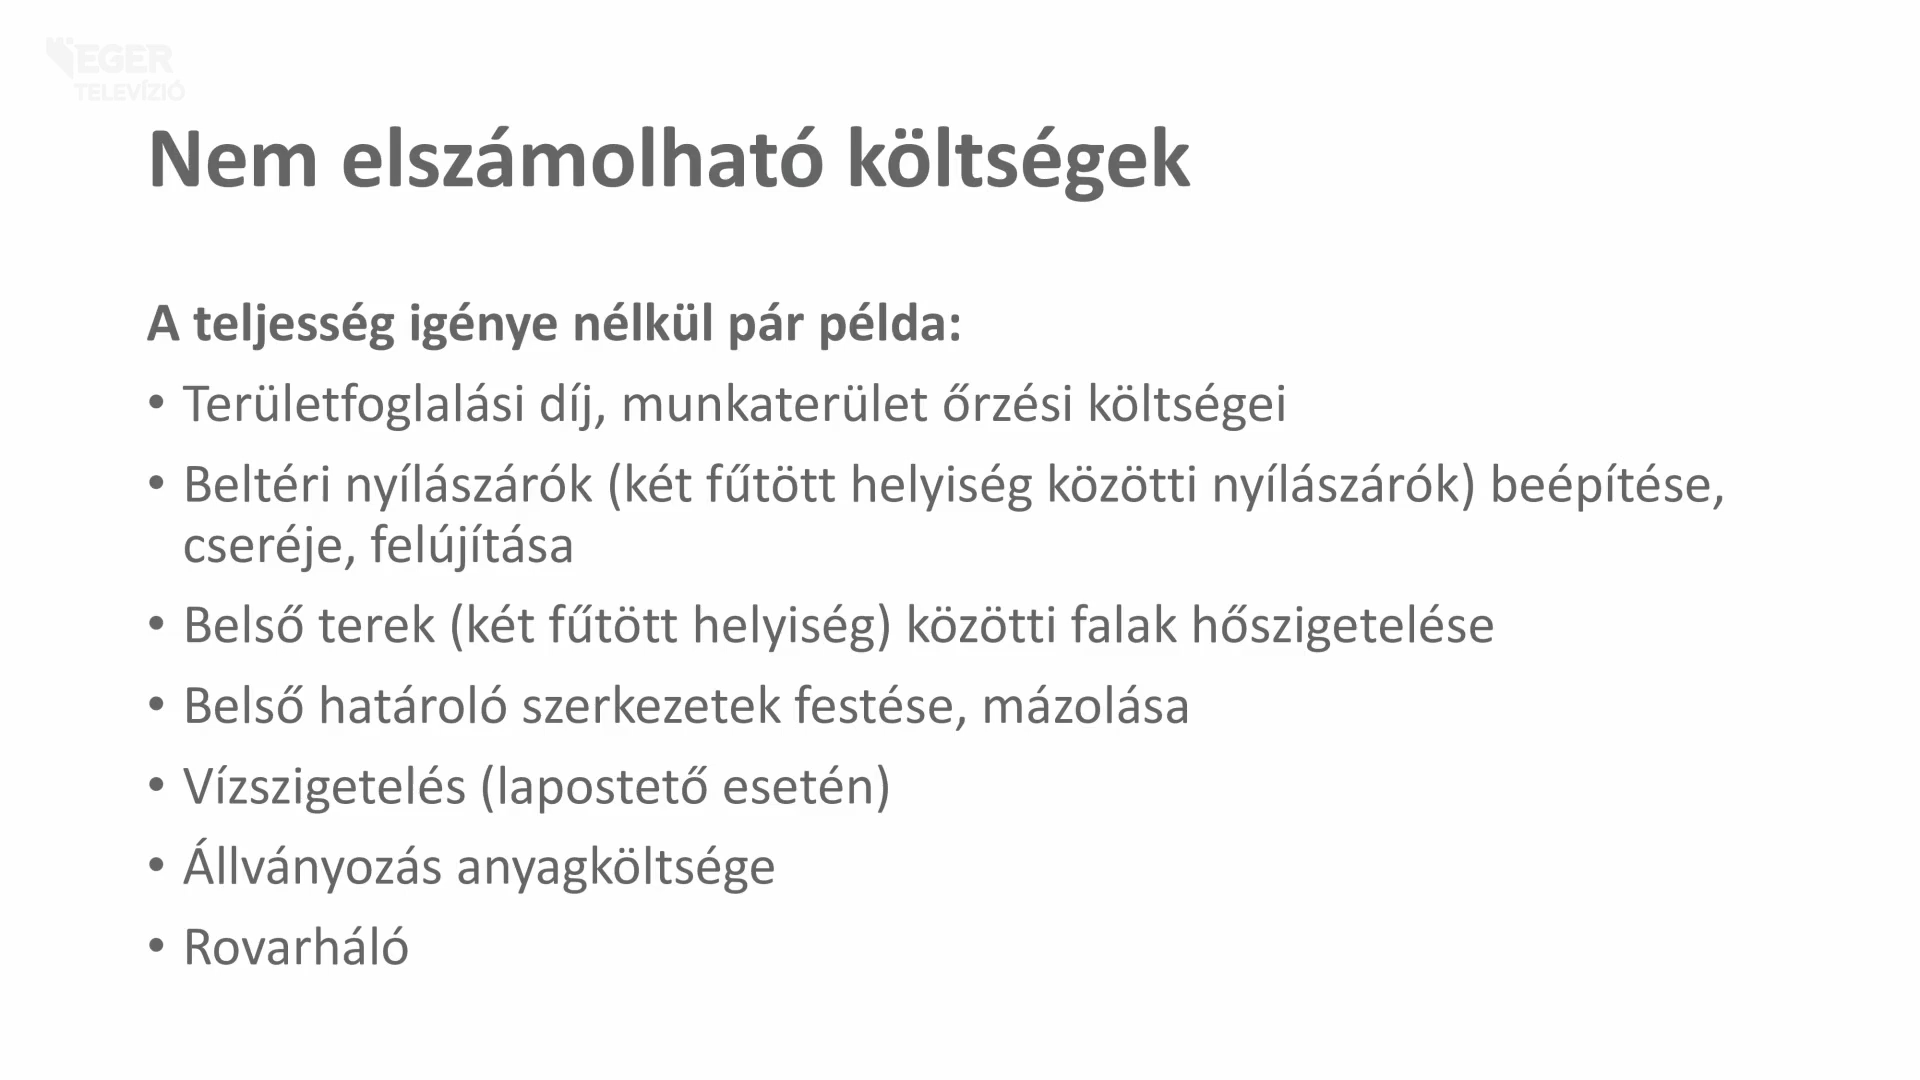 EGER
TELEVÍZIÓ
Nem elszámolható költségek
A teljesség igénye nélkül pár példa:
• Területfoglalási díj, munkaterület őrzési költségei
• Beltéri nyílászárók (két fűtött helyiség közötti nyílászárók) beépítése,
cseréje, felújítása
• Belső terek (két fűtött helyiség) közötti falak hőszigetelése
• Belső határoló szerkezetek festése, mázolása
• Vízszigetelés (lapostető esetén)
• Állványozás anyagköltsége
• Rovarháló